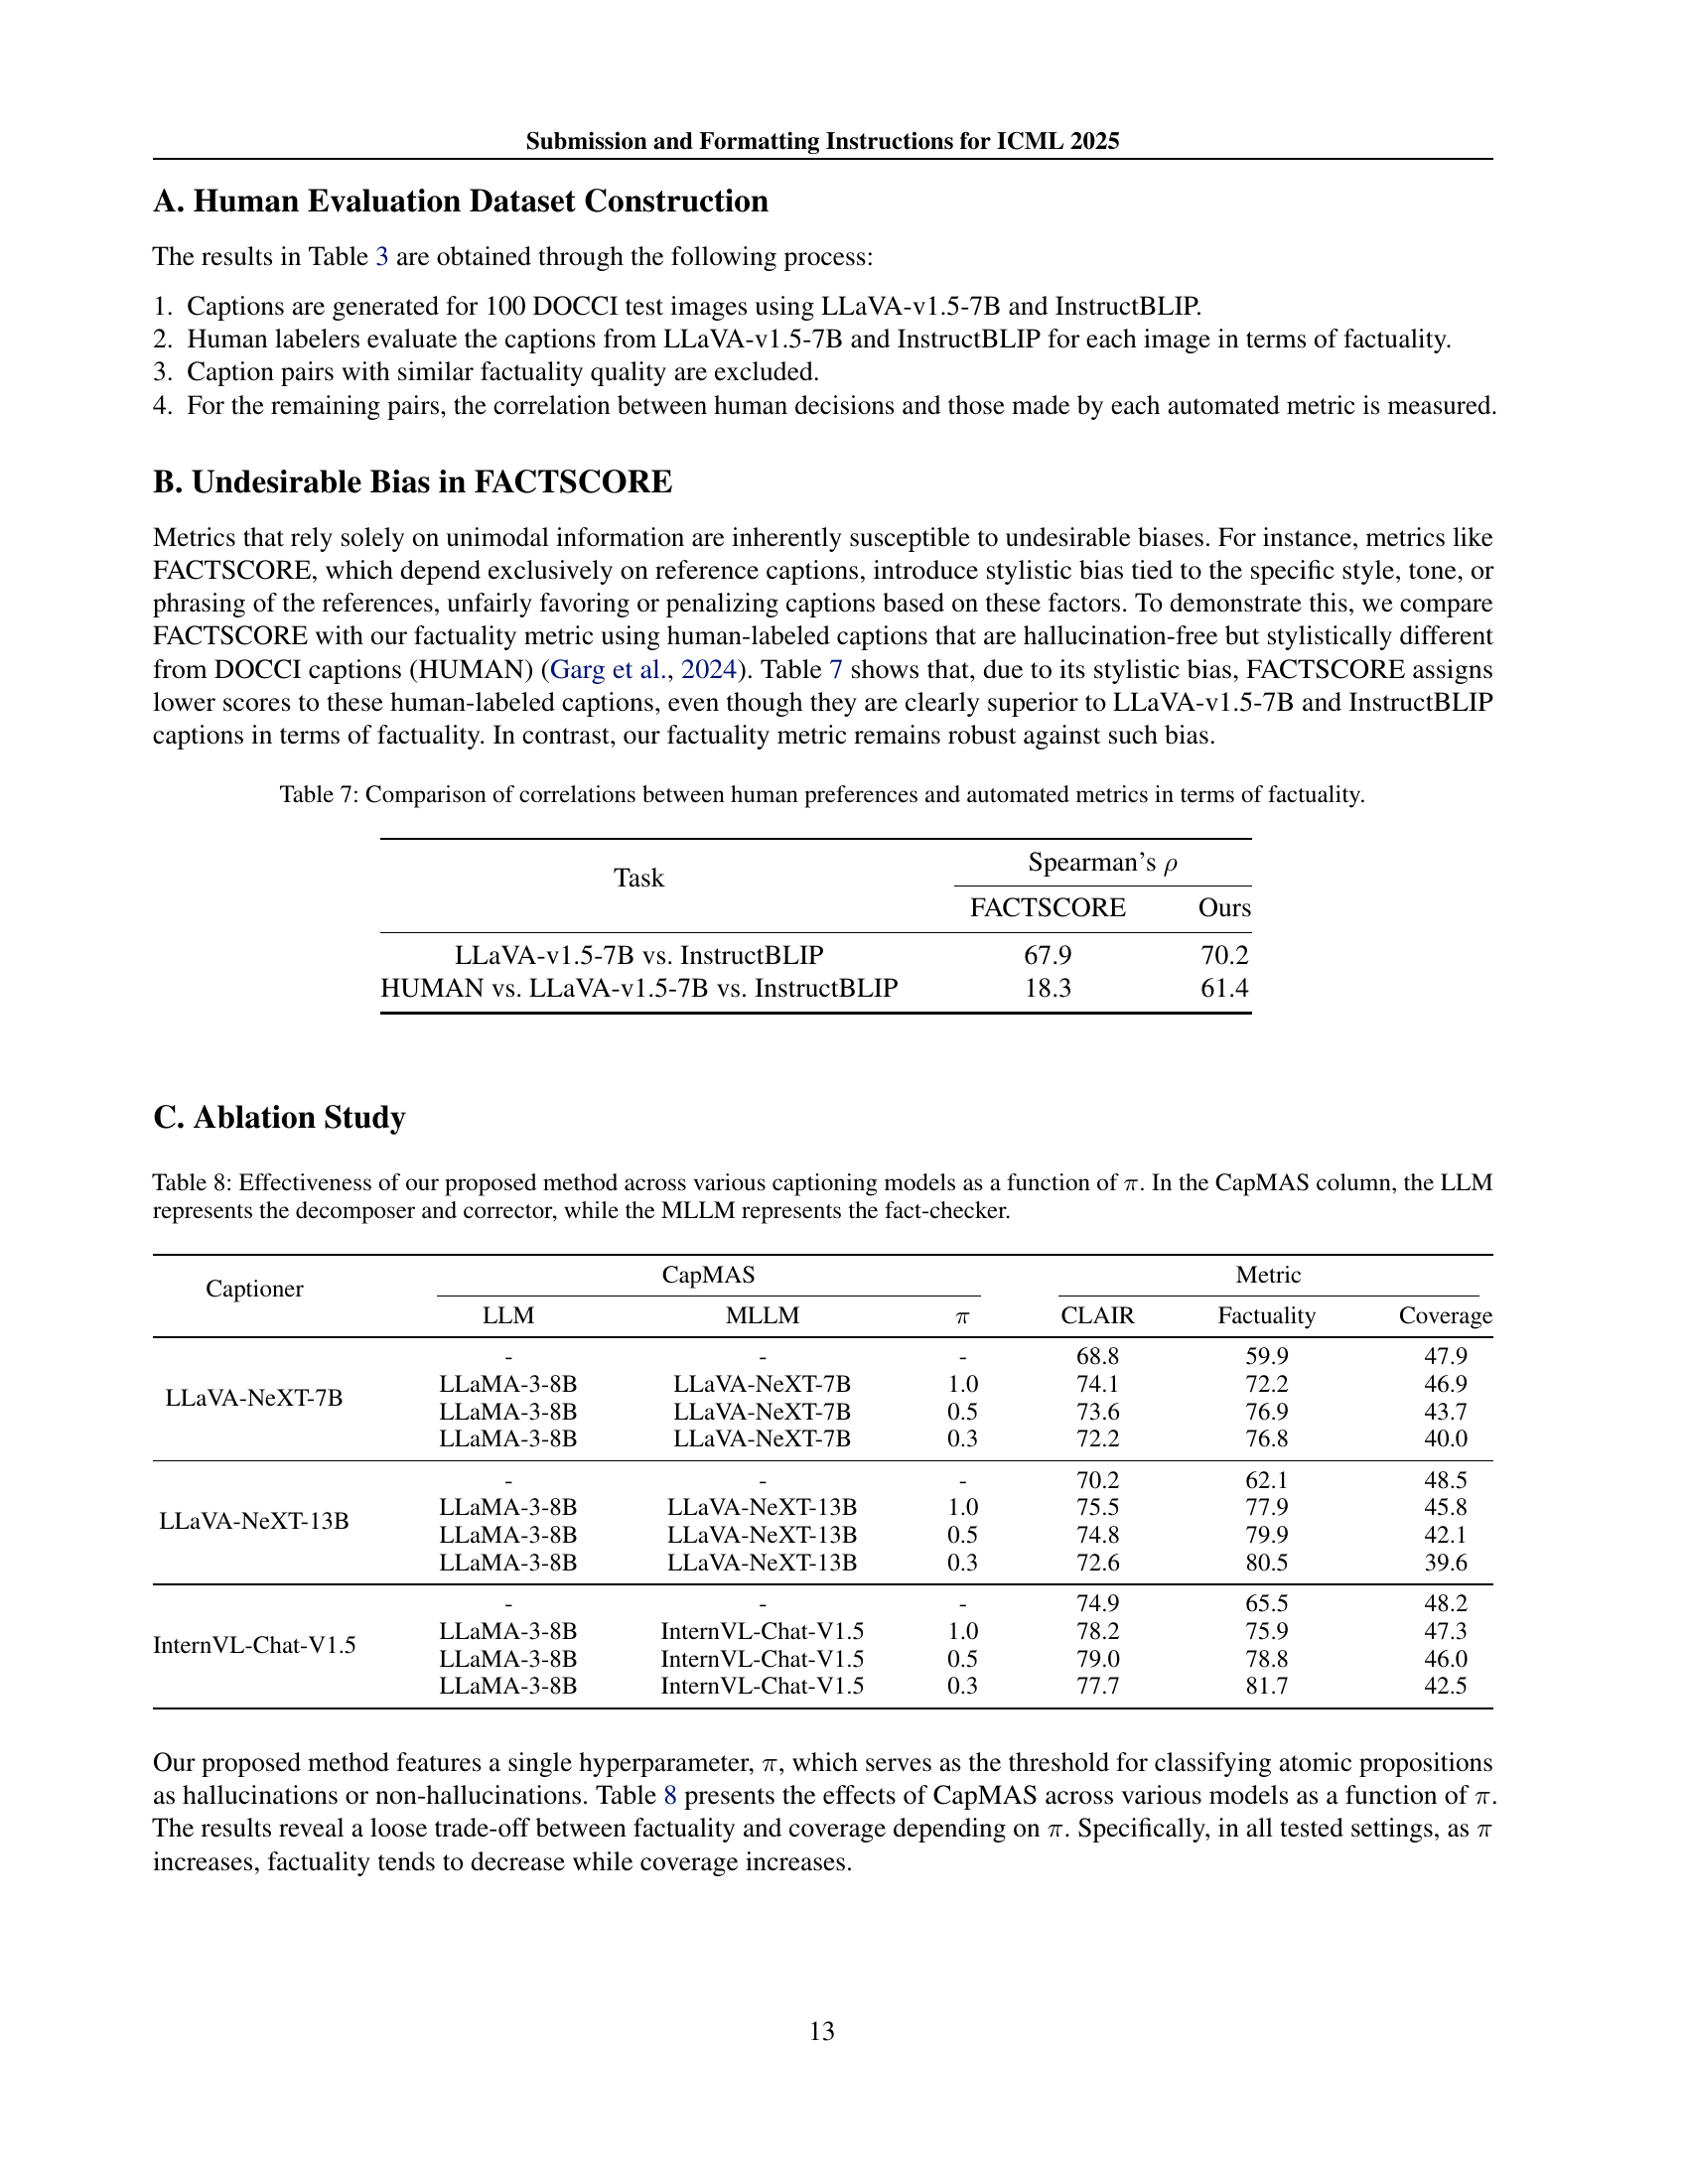 Submission and Formatting Instructions for ICML 2025
A. Human Evaluation Dataset Construction
The results in Table 3 are obtained through the following process:
1. Captions are generated for 100 DOCCI test images using LLaVA-v1.5-7B and InstructBLIP.
2. Human labelers evaluate the captions from LLaVA-v1.5-7B and InstructBLIP for each image in terms of factuality.
3. Caption pairs with similar factuality quality are excluded.
4. For the remaining pairs, the correlation between human decisions and those made by each automated metric is measured.
B. Undesirable Bias in FACTSCORE
Metrics that rely solely on unimodal information are inherently susceptible to undesirable biases. For instance, metrics like
FACTSCORE, which depend exclusively on reference captions, introduce stylistic bias tied to the specific style, tone, or
phrasing of the references, unfairly favoring or penalizing captions based on these factors. To demonstrate this, we compare
FACTSCORE with our factuality metric using human-labeled captions that are hallucination-free but stylistically different
from DOCCI captions (HUMAN) (Garg et al., 2024). Table 7 shows that, due to its stylistic bias, FACTSCORE assigns
lower scores to these human-labeled captions, even though they are clearly superior to LLaVA-v1.5-7B and InstructBLIP
captions in terms of factuality. In contrast, our factuality metric remains robust against such bias.
Table 7: Comparison of correlations between human preferences and automated metrics in terms of factuality.
Task Spearman's ρ
FACTSCORE Ours
LLaVA-v1.5-7B vs. InstructBLIP 67.9 70.2
HUMAN vs. LLaVA-v1.5-7B vs. InstructBLIP 18.3 61.4
C. Ablation Study
Table 8: Effectiveness of our proposed method across various captioning models as a function of π. In the CapMAS column, the LLM
represents the decomposer and corrector, while the MLLM represents the fact-checker.
Captioner CapMAS Metric
LLM MLLM π CLAIR Factuality Coverage
LLaVA-NeXT-7B - - - 68.8 59.9 47.9
LLaMA-3-8B LLaVA-NeXT-7B 1.0 74.1 72.2 46.9
LLaMA-3-8B LLaVA-NeXT-7B 0.5 73.6 76.9 43.7
LLaMA-3-8B LLaVA-NeXT-7B 0.3 72.2 76.8 40.0
LLaVA-NeXT-13B - - - 70.2 62.1 48.5
LLaMA-3-8B LLaVA-NeXT-13B 1.0 75.5 77.9 45.8
LLaMA-3-8B LLaVA-NeXT-13B 0.5 74.8 79.9 42.1
LLaMA-3-8B LLaVA-NeXT-13B 0.3 72.6 80.5 39.6
InternVL-Chat-V1.5 - - - 74.9 65.5 48.2
LLaMA-3-8B InternVL-Chat-V1.5 1.0 78.2 75.9 47.3
LLaMA-3-8B InternVL-Chat-V1.5 0.5 79.0 78.8 46.0
LLaMA-3-8B InternVL-Chat-V1.5 0.3 77.7 81.7 42.5
Our proposed method features a single hyperparameter, π, which serves as the threshold for classifying atomic propositions
as hallucinations or non-hallucinations. Table 8 presents the effects of CapMAS across various models as a function of π.
The results reveal a loose trade-off between factuality and coverage depending on π. Specifically, in all tested settings, as π
increases, factuality tends to decrease while coverage increases.
13